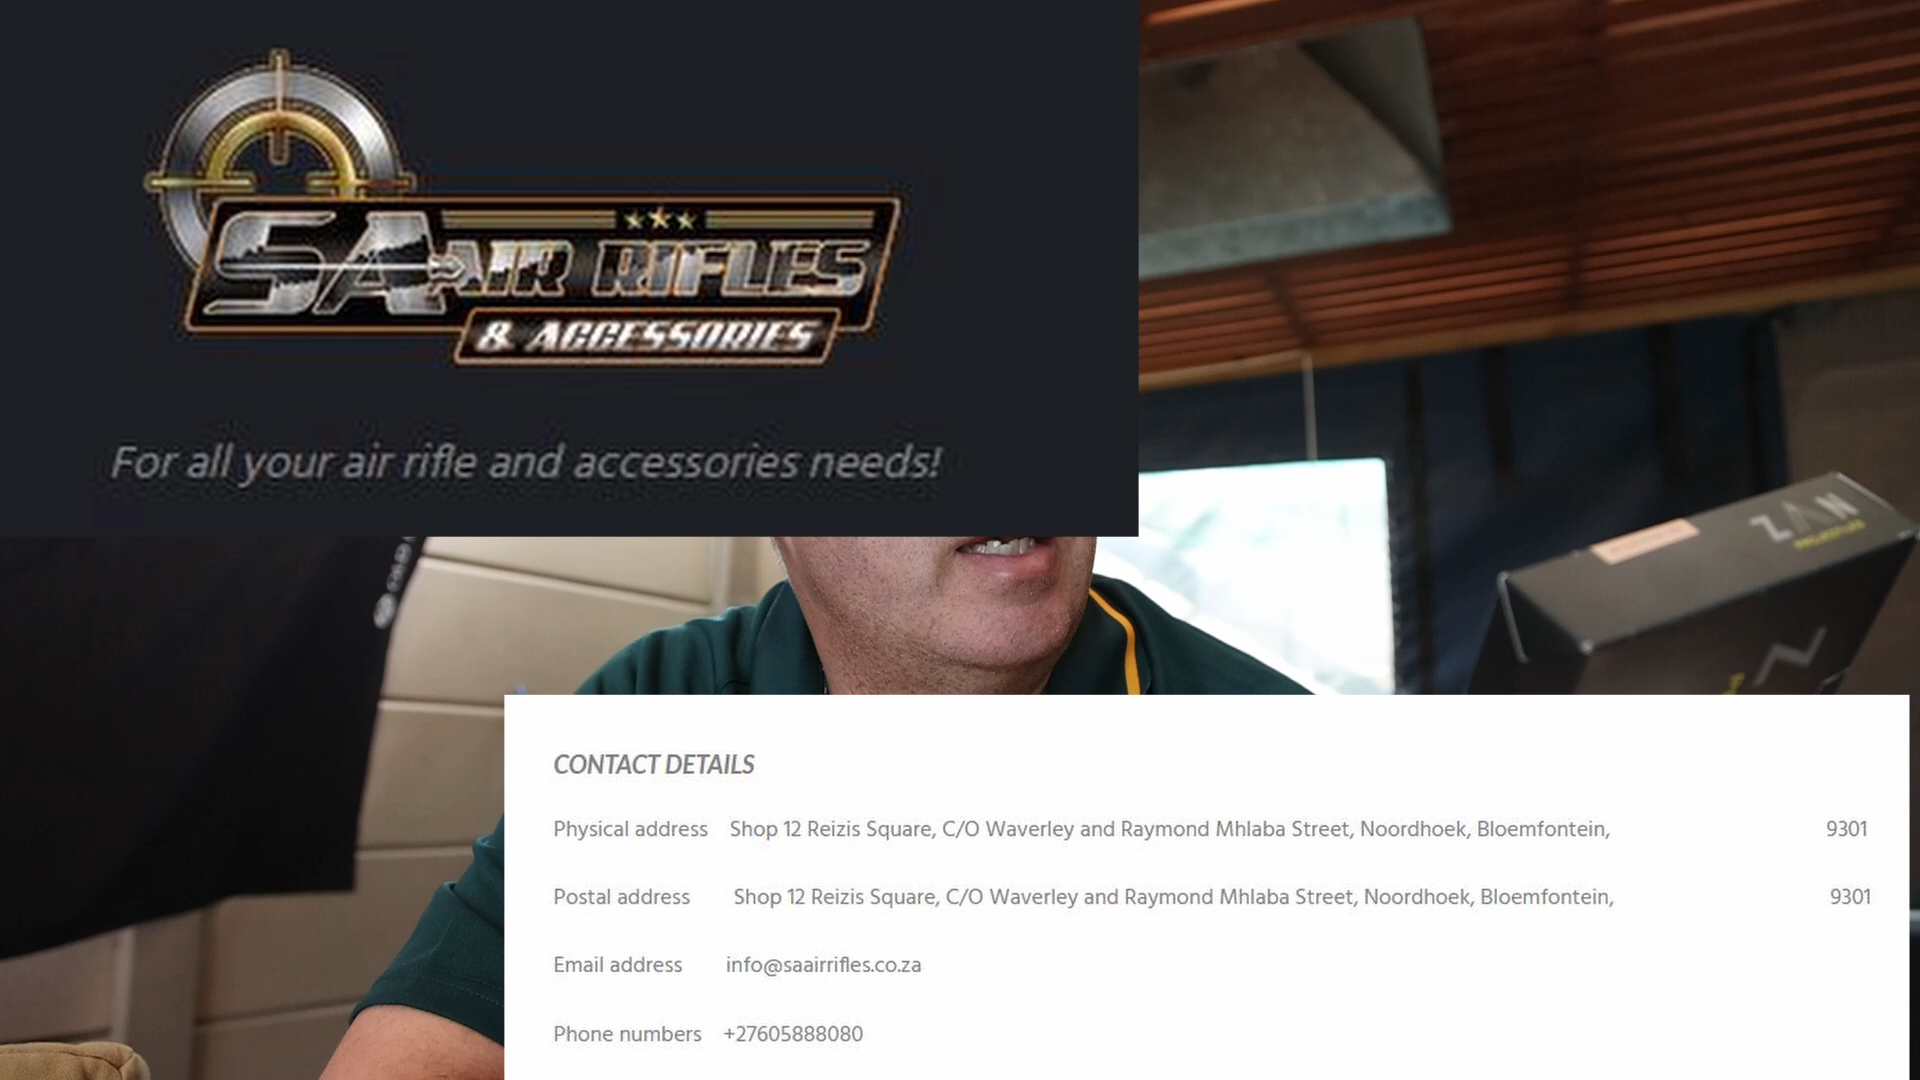 SA AIR RIFLES
& ACCESSORIES
For all your air rifle and accessories needs!
ZAN
PROJECTILES
CONTACT DETAILS
Physical address Shop 12 Reizis Square, C/O Waverley and Raymond Mhlaba Street, Noordhoek, Bloemfontein, 9301
Postal address Shop 12 Reizis Square, C/O Waverley and Raymond Mhlaba Street, Noordhoek, Bloemfontein, 9301
Email address info@saairrifles.co.za
Phone numbers +27605888080